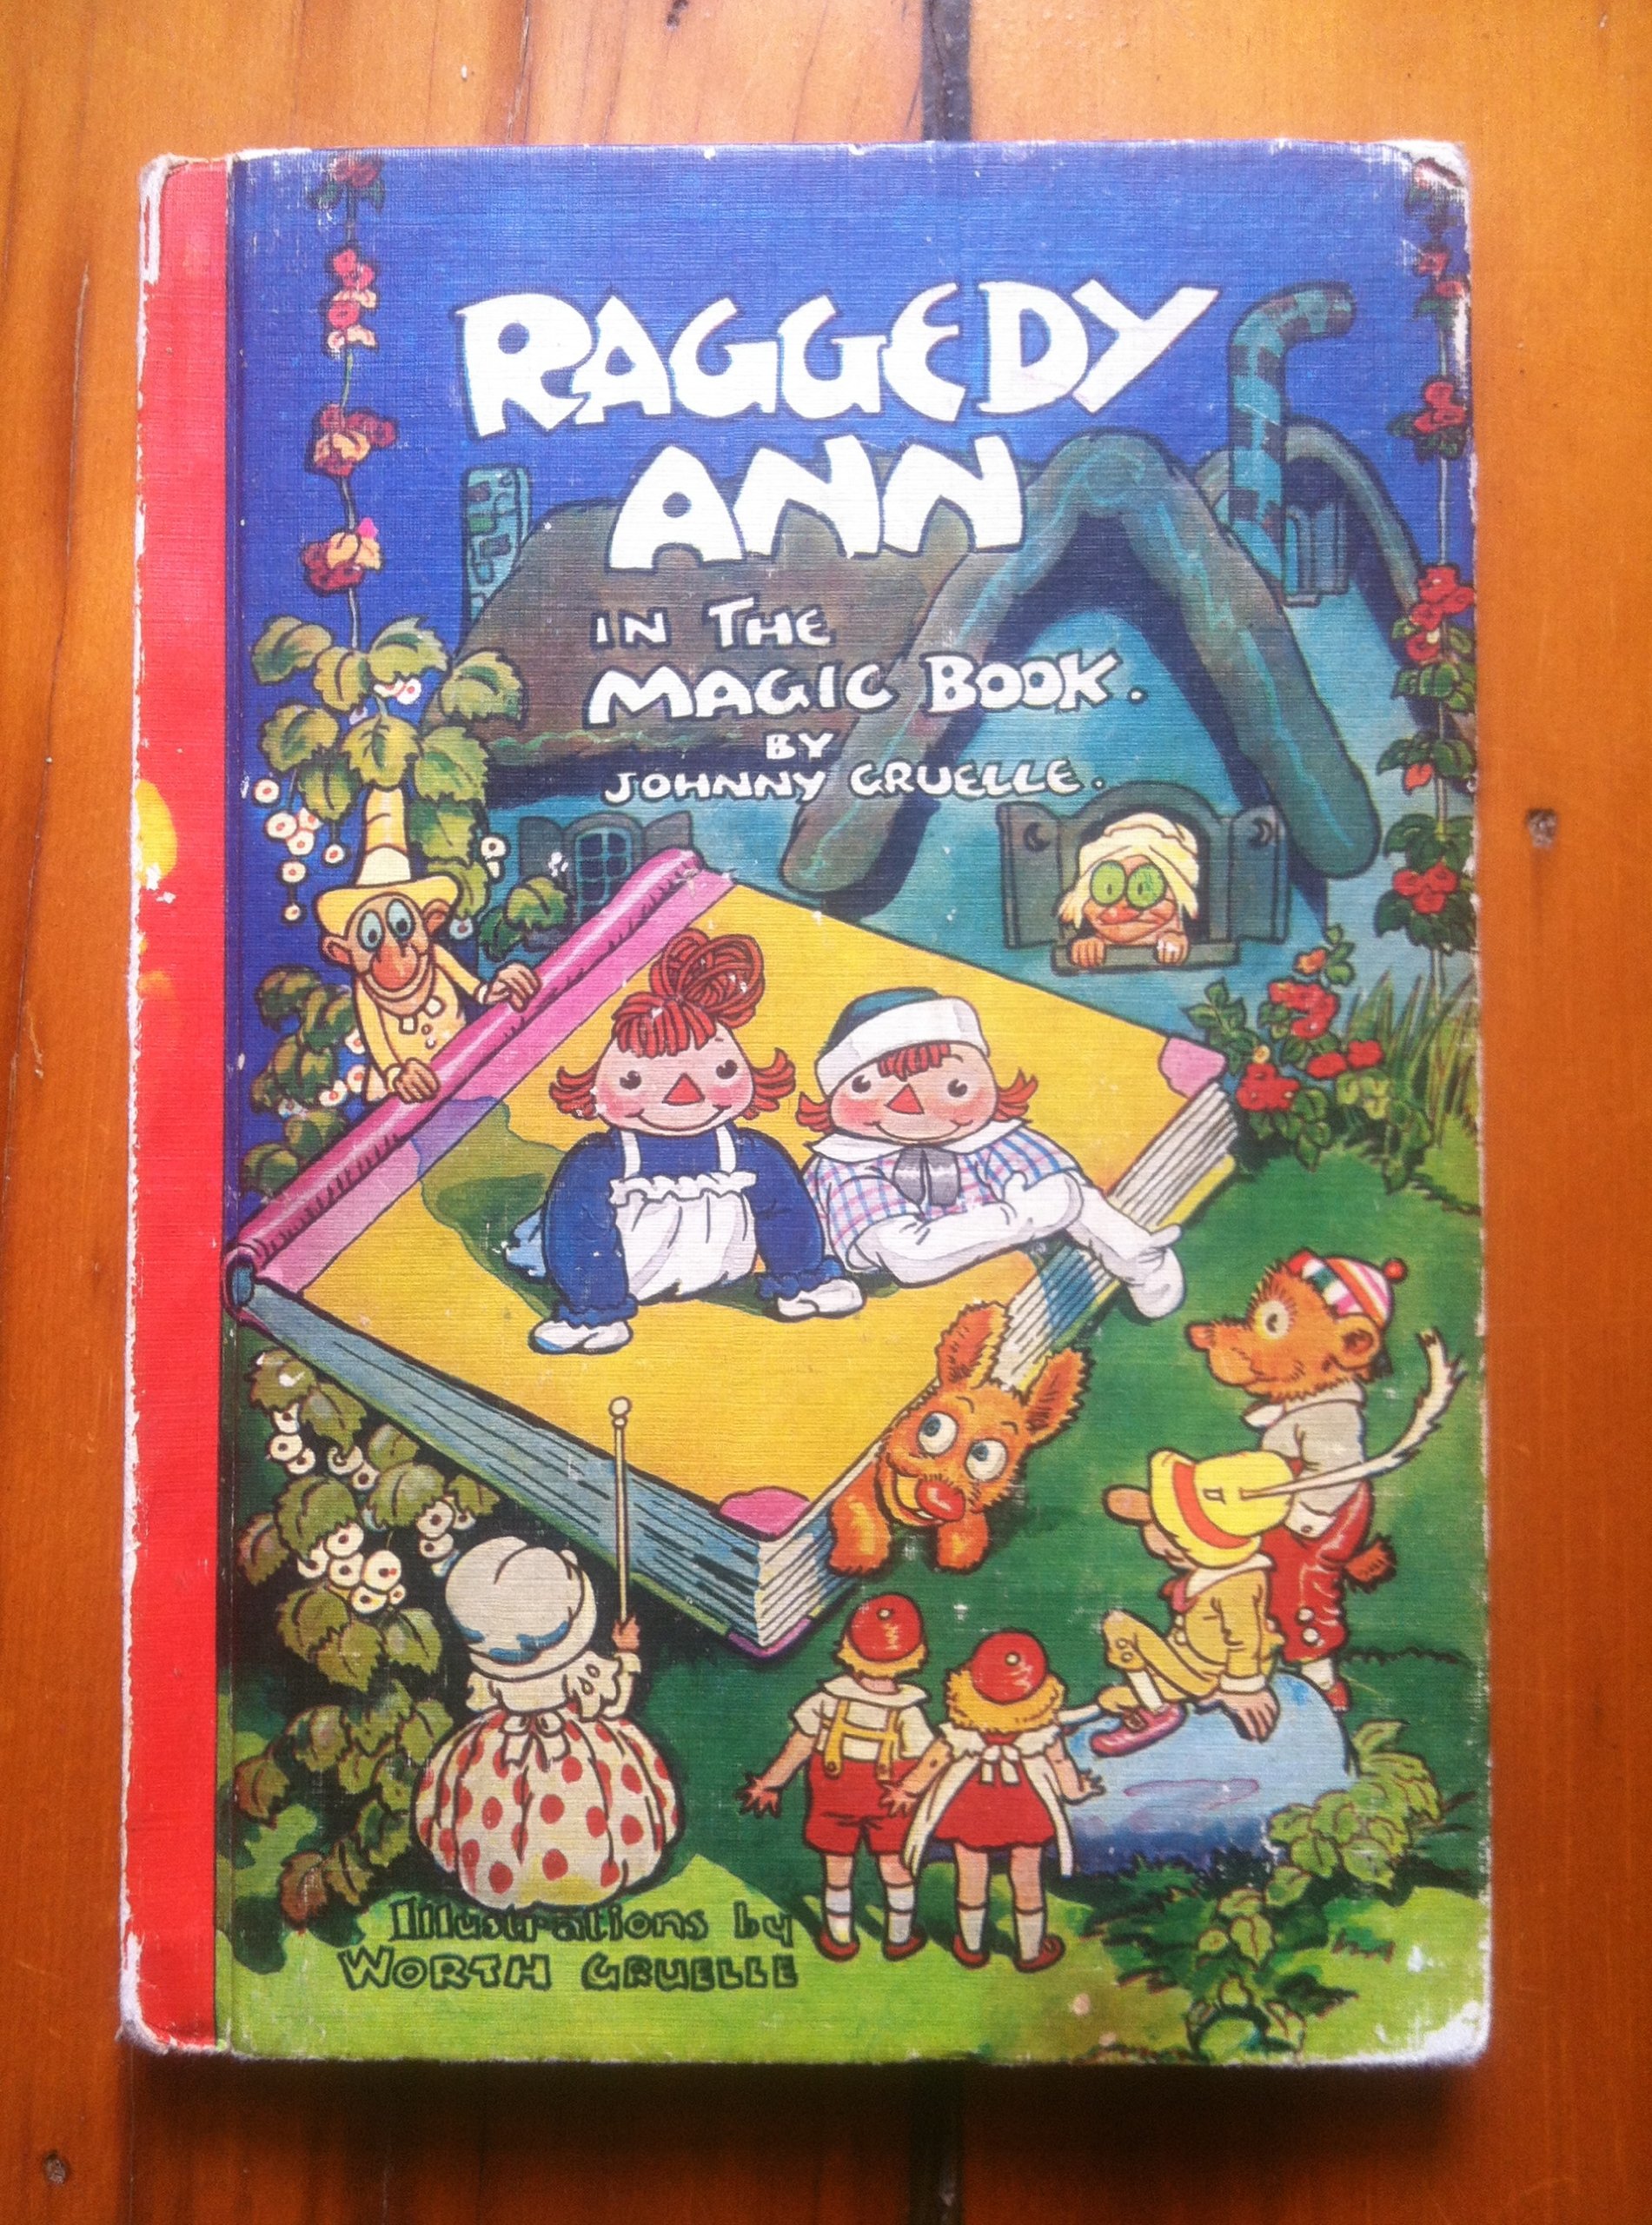 RAGGEDY
ANN
IN THE
MAGIC BOOK.
BY
JOHNNY GRUELLE.
Illustrations by
WORTH GRUELLE